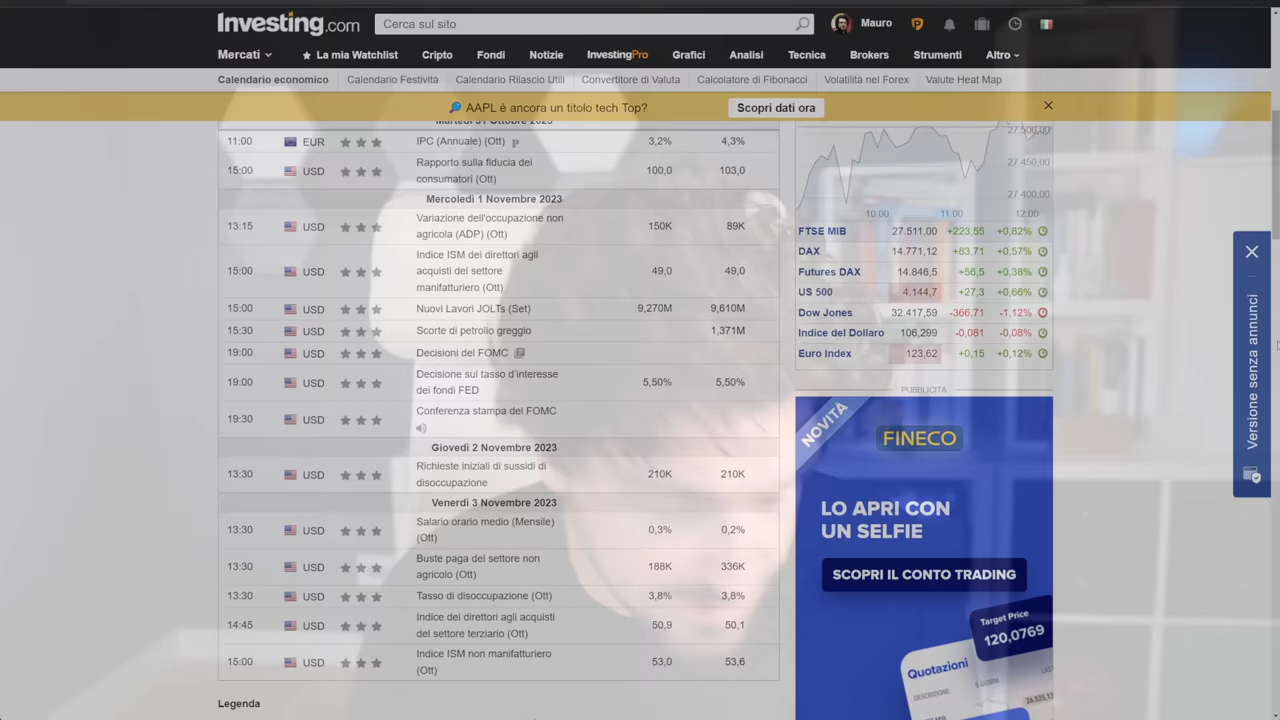 Investing.com
Cerca sul sito
Mauro
Mercati
La mia Watchlist
Cripto
Fondi
Notizie
InvestingPro
Grafici
Analisi
Tecnica
Brokers
Strumenti
Altro
Calendario economico
Calendario Festività
Calendario Rilascio Utili
Convertitore di Valuta
Calcolatore di Fibonacci
Volatilità nel Forex
Valute Heat Map
AAPL è ancora un titolo tech Top?
Scopri dati ora
Martedì 31 Ottobre 2023
11:00 EUR IPC (Annuale) (Ott) P 3,2% 4,3%
15:00 USD Rapporto sulla fiducia dei 100,0 103,0
consumatori (Ott)
Mercoledì 1 Novembre 2023
13:15 USD Variazione dell'occupazione non 150K 89K
agricola (ADP) (Ott)
15:00 USD Indice ISM dei direttori agli 49,0 49,0
acquisti del settore
manifatturiero (Ott)
15:00 USD Nuovi Lavori JOLTs (Set) 9,270M 9,610M
15:30 USD Scorte di petrolio greggio 1,371M
19:00 USD Decisioni del FOMC
19:00 USD Decisione sul tasso d'interesse 5,50% 5,50%
dei fondi FED
19:30 USD Conferenza stampa del FOMC
Giovedì 2 Novembre 2023
13:30 USD Richieste iniziali di sussidi di 210K 210K
disoccupazione
Venerdì 3 Novembre 2023
13:30 USD Salario orario medio (Mensile) 0,3% 0,2%
(Ott)
13:30 USD Buste paga del settore non 188K 336K
agricolo (Ott)
13:30 USD Tasso di disoccupazione (Ott) 3,8% 3,8%
14:45 USD Indice dei direttori agli acquisti 50,9 50,1
del settore terziario (Ott)
15:00 USD Indice ISM non manifatturiero 53,0 53,6
(Ott)
Legenda
27.500,00
27 450,00
27 400,00
10:00 11:00 12:00
FTSE MIB 27.511,00 +223,55 +0,82%
DAX 14.771,12 +83,71 +0,57%
Futures DAX 14.846,5 +56,5 +0,38%
US 500 4.144,7 +27,3 +0,66%
Dow Jones 32.417,59 -366,71 -1,12%
Indice del Dollaro 106,299 -0,081 -0,08%
Euro Index 123,62 +0,15 +0,12%
PUBBLICITÀ
NOVITÀ
FINECO
LO APRI CON
UN SELFIE
SCOPRI IL CONTO TRADING
Target Price
120,0769
Quotazioni
DESCRIZIONE
5 GIORNI
26.535,13
Versione senza annunci